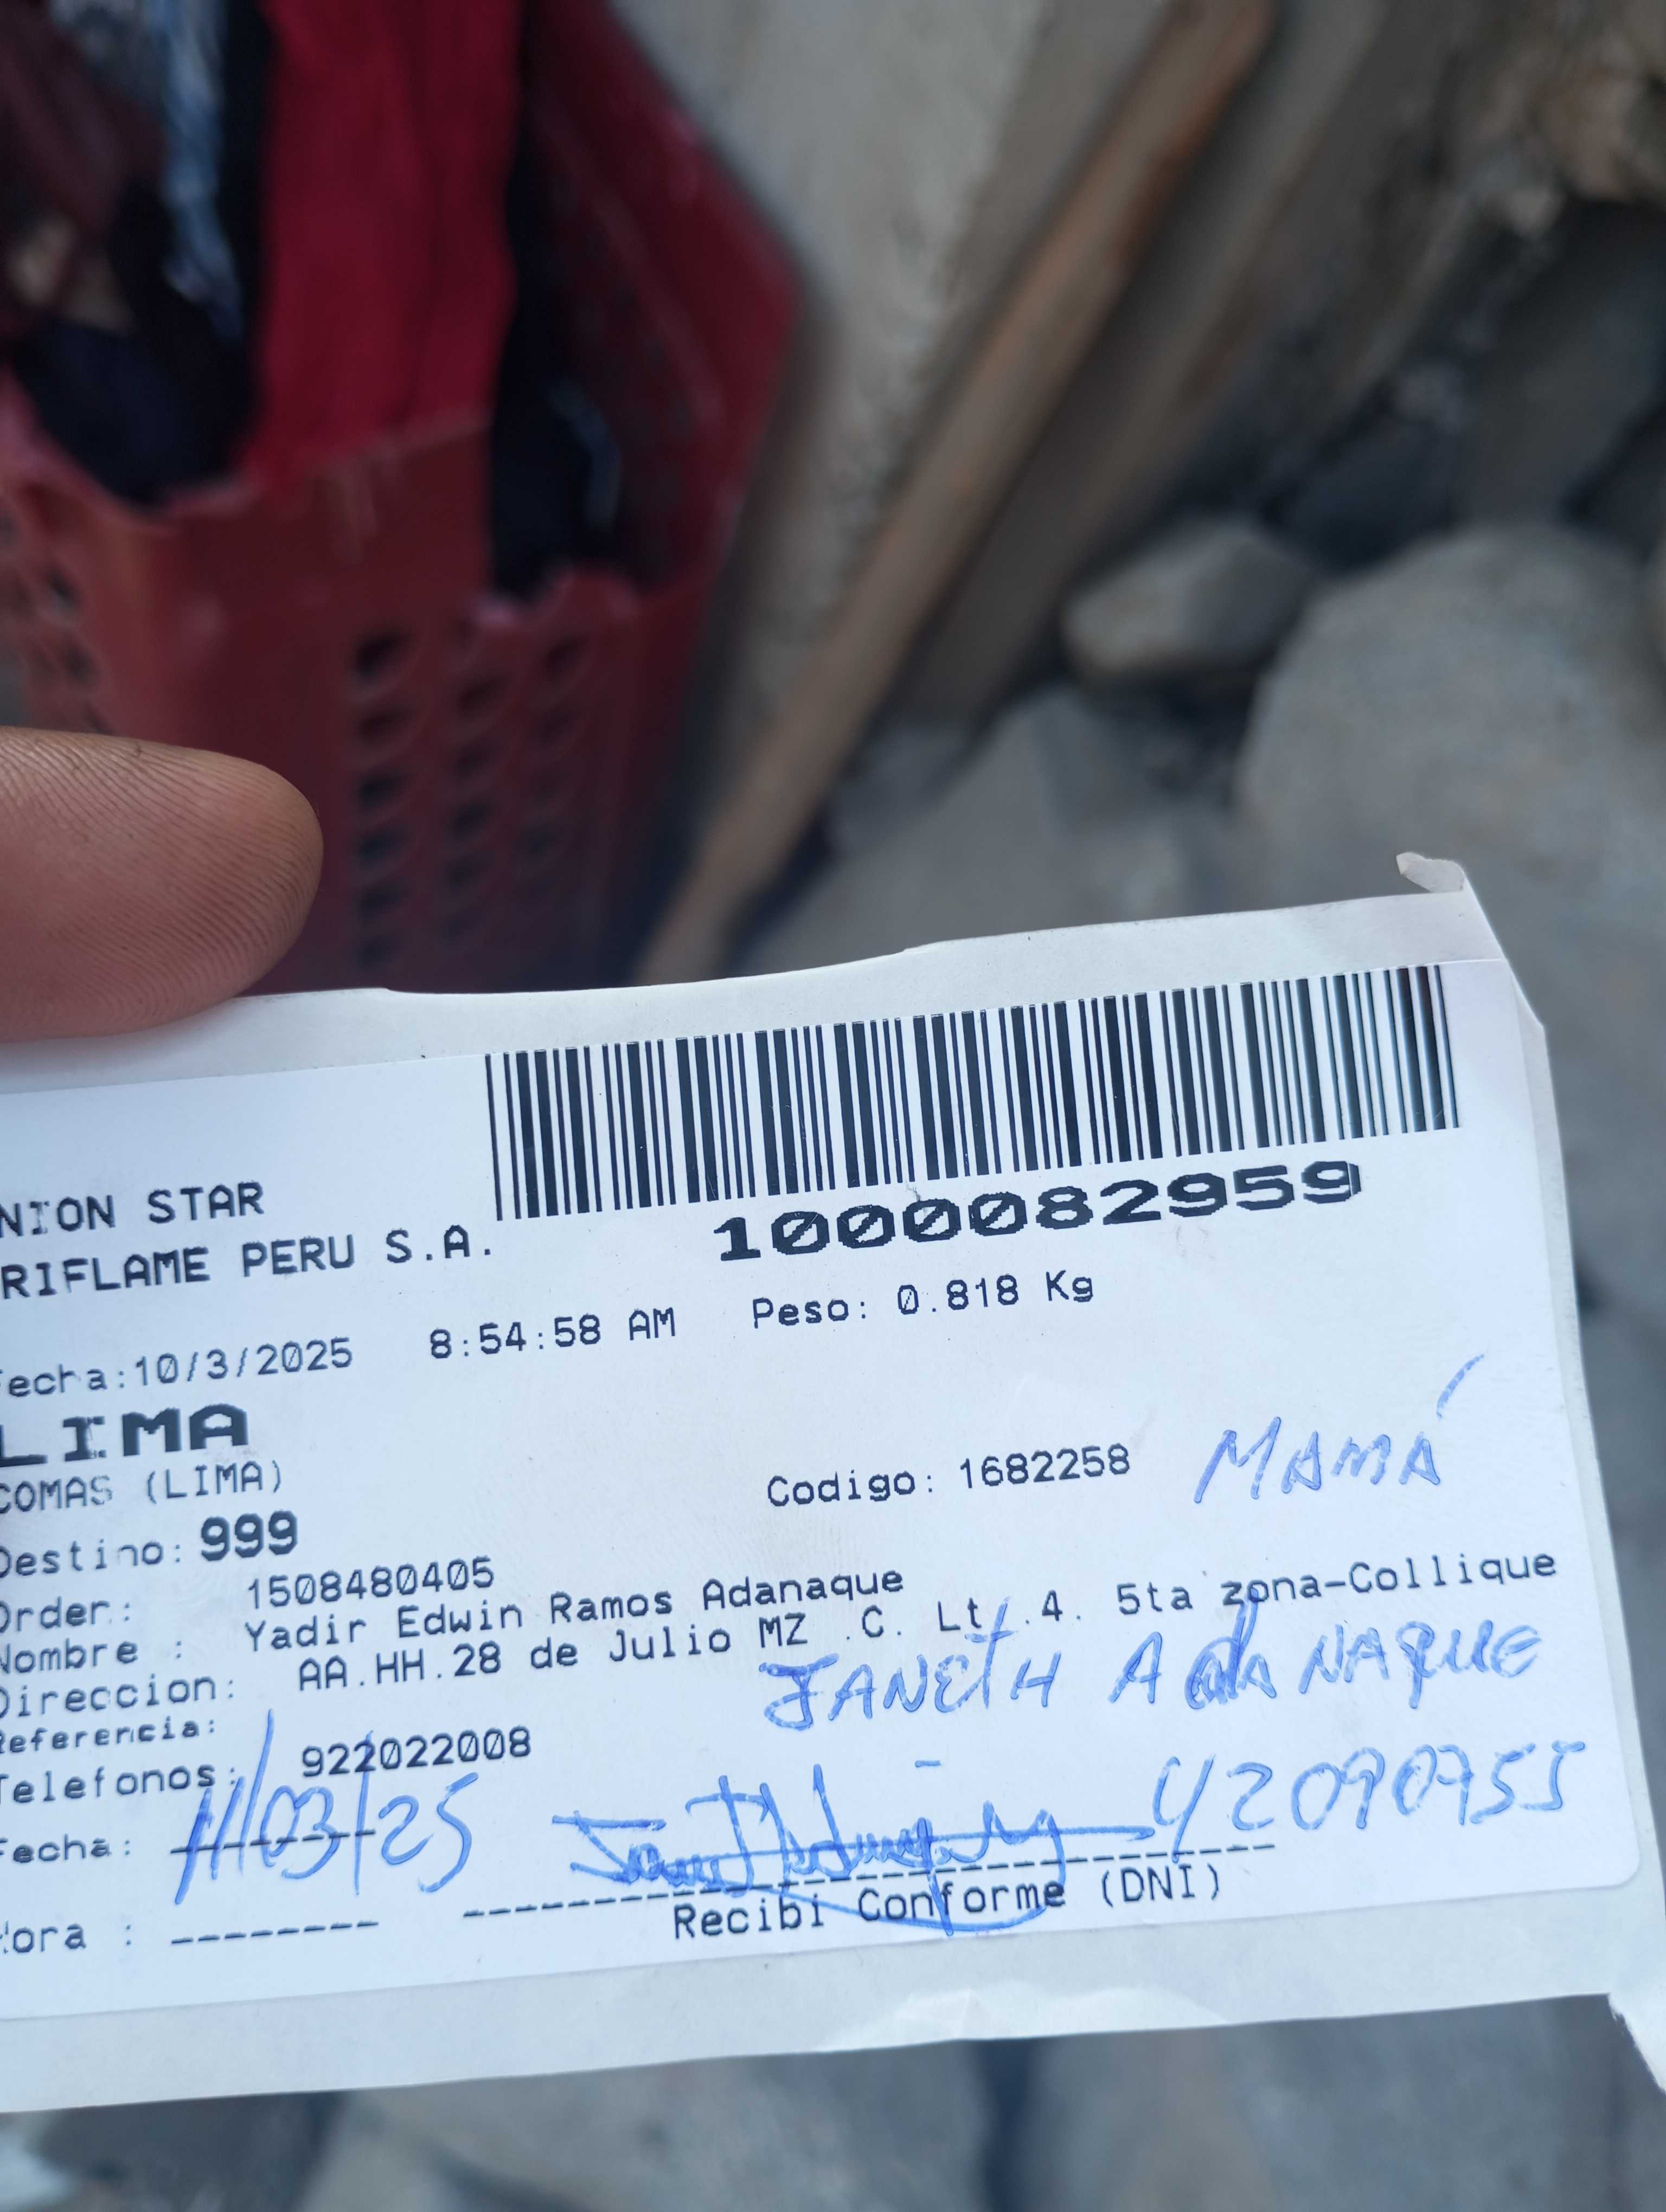 NION STAR
RIFLAME PERU S.A.
1000082959
Fecha:10/3/2025 8:54:58 AM Peso: 0.818 Kg
LIMA
COMAS (LIMA)
Codigo: 1682258 MAMÁ
Destino: 999
Order: 1508480405
Nombre : Yadir Edwin Ramos Adanaque
Direccion: AA.HH.28 de Julio MZ .C. Lt .4. 5ta zona-Collique
Referencia:
JANETH AdANAQUE
Telefonos: 922022008
Fecha: 11/03/25 42090755
Hora :
Recibi Conforme (DNI)